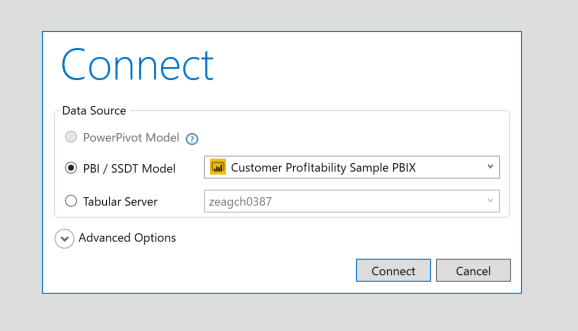 Connect
Data Source
PowerPivot Model ?
PBI / SSDT Model Customer Profitability Sample PBIX
Tabular Server zeagch0387
Advanced Options
Connect Cancel